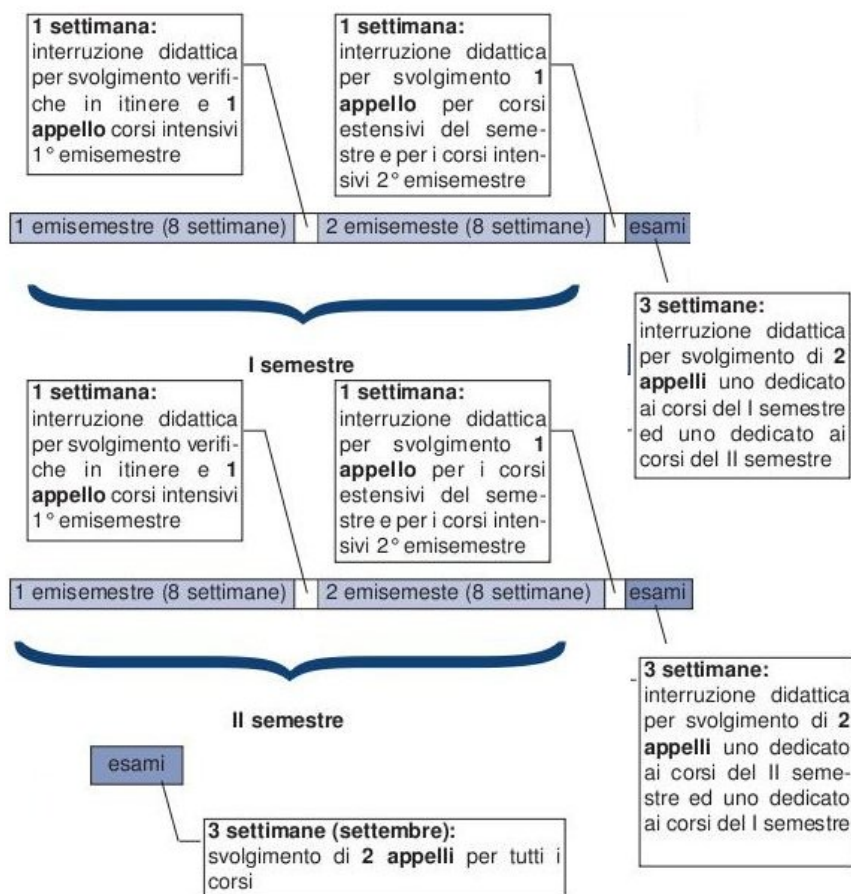 1 settimana:
interruzione didattica
per svolgimento verifi-
che in itinere e 1
appello corsi intensivi
1° emisemestre
1 settimana:
interruzione didattica
per svolgimento 1
appello per corsi
estensivi del seme-
stre e per i corsi inten-
sivi 2° emisemestre
1 emisemestre (8 settimane)
2 emisemeste (8 settimane)
esami
3 settimane:
interruzione didattica
per svolgimento di 2
appelli uno dedicato
ai corsi del I semestre
ed uno dedicato ai
corsi del II semestre
I semestre
1 settimana:
interruzione didattica
per svolgimento verifi-
che in itinere e 1
appello corsi intensivi
1° emisemestre
1 settimana:
interruzione didattica
per svolgimento 1
appello per i corsi
estensivi del seme-
stre e per i corsi inten-
sivi 2° emisemestre
1 emisemestre (8 settimane)
2 emisemeste (8 settimane)
esami
3 settimane:
interruzione didattica
per svolgimento di 2
appelli uno dedicato
ai corsi del II seme-
stre ed uno dedicato
ai corsi del I semestre
II semestre
esami
3 settimane (settembre):
svolgimento di 2 appelli per tutti i
corsi